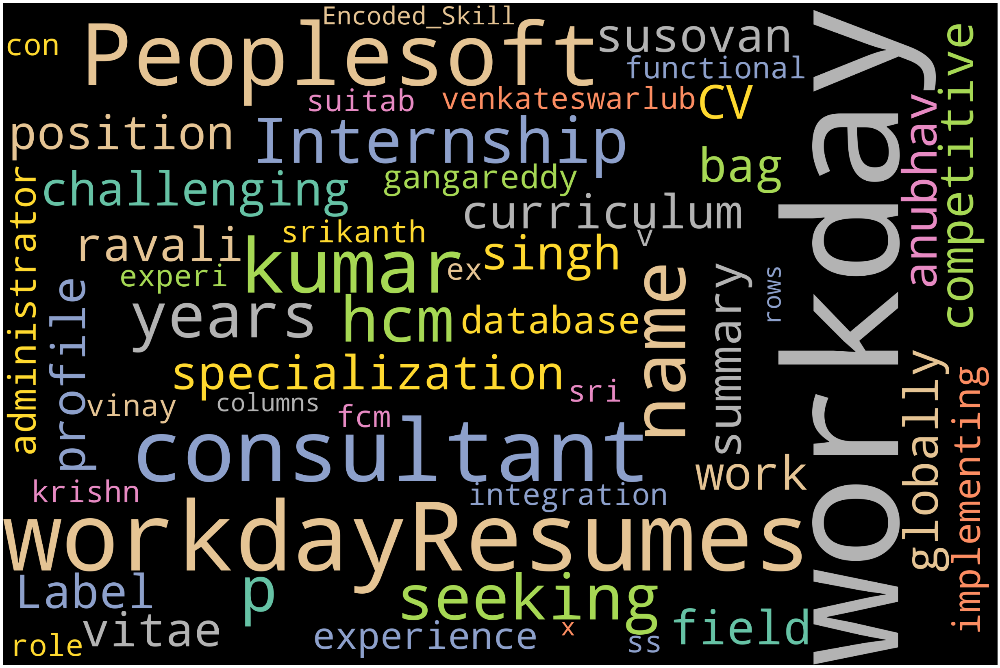 Encoded_Skill
con
Peoplesoft
susovan
functional
suitab
venkateswarlub
CV
position
Internship
challenging
gangareddy
bag
curriculum
ravali
srikanth
kumar
ex
singh
<
experi
years
hcm
database
name
summary
rows
administrator
profile
specialization
sri
vinay
columns
fcm
consultant
work
krishn
integration
workdayResumes
Label
p
seeking
field
vitae
experience
x
ss
role
workday
anubhav
competitive
globally
implementing